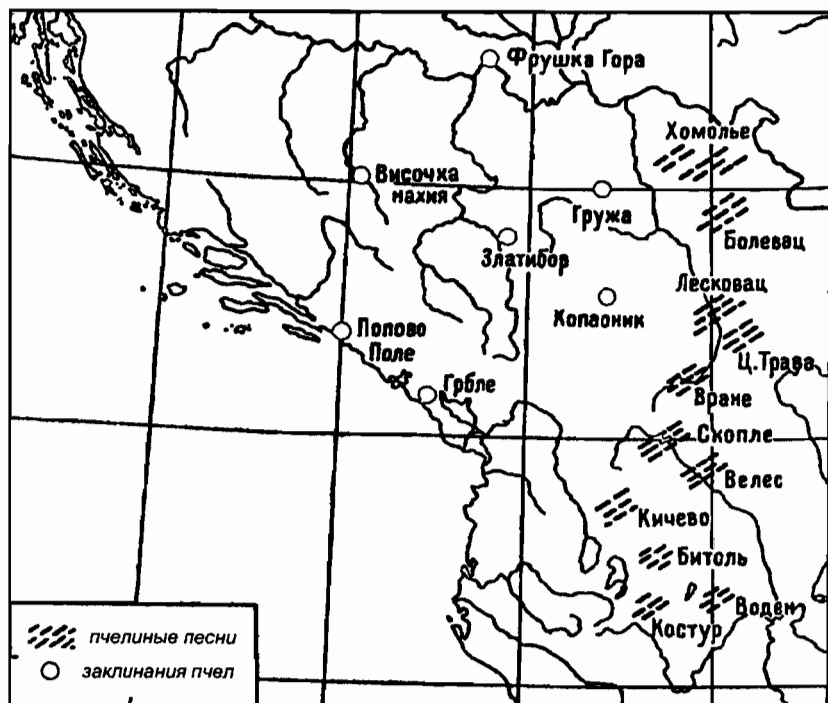 Фрушка Гора
Хомолье
Височка
нахия
Гружа
Болевац
Златибор
Лесковац
Копаоник
Попово
Поле
Ц.Трава
Грбле
Вране
Скопле
Велес
Кичево
Битоль
Воден
Костур
пчелиные песни
заклинания пчел